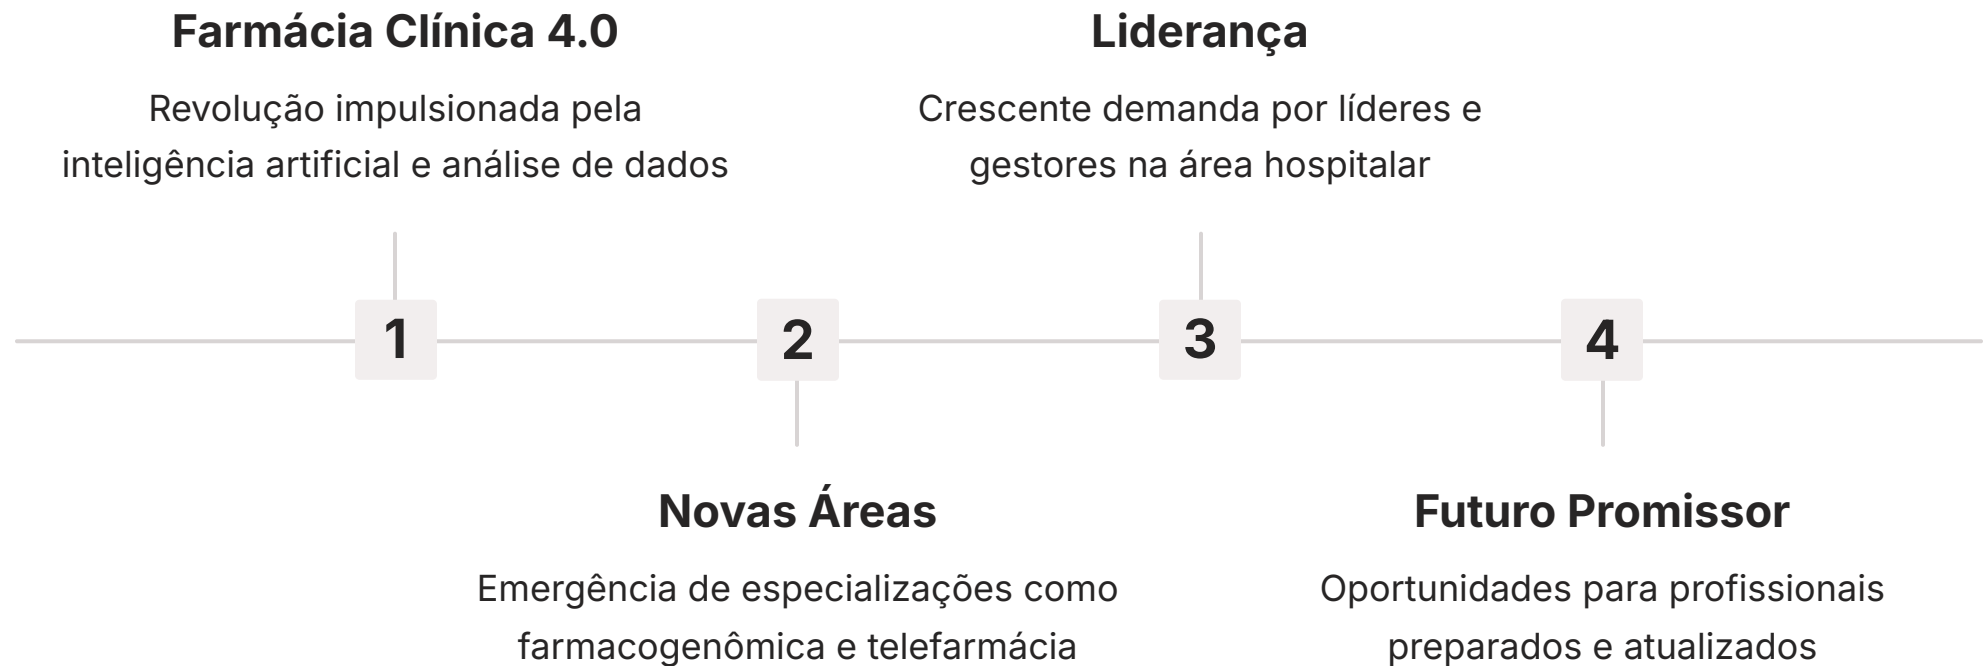 Farmácia Clínica 4.0
Revolução impulsionada pela
inteligência artificial e análise de dados
Liderança
Crescente demanda por líderes e
gestores na área hospitalar
1
2
3
4
Novas Áreas
Emergência de especializações como
farmacogenômica e telefarmácia
Futuro Promissor
Oportunidades para profissionais
preparados e atualizados